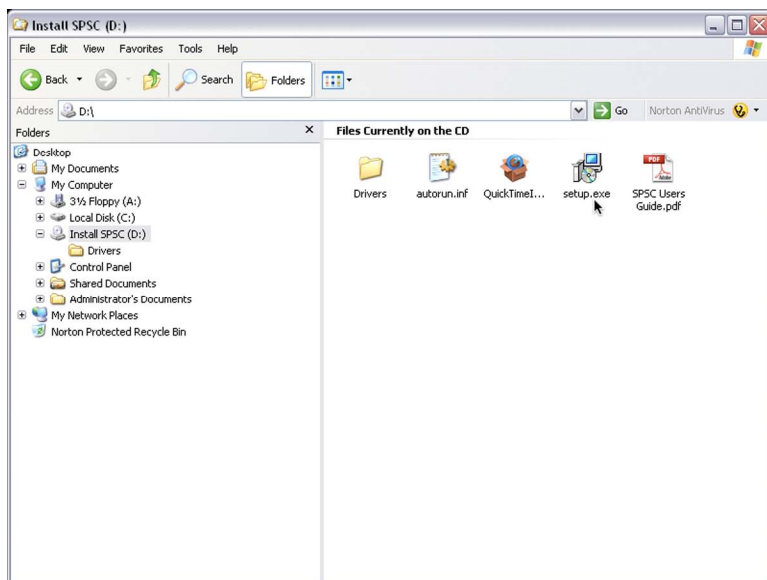 Install SPSC (D:)
File Edit View Favorites Tools Help
Back Search Folders
Address D:\ Go Norton AntiVirus
Folders
Files Currently on the CD
Desktop
My Documents
My Computer
3½ Floppy (A:)
Local Disk (C:)
Install SPSC (D:)
Drivers
Control Panel
Shared Documents
Administrator's Documents
My Network Places
Norton Protected Recycle Bin
Drivers autorun.inf QuickTimeI... setup.exe SPSC Users
Guide.pdf
PDF
Adobe